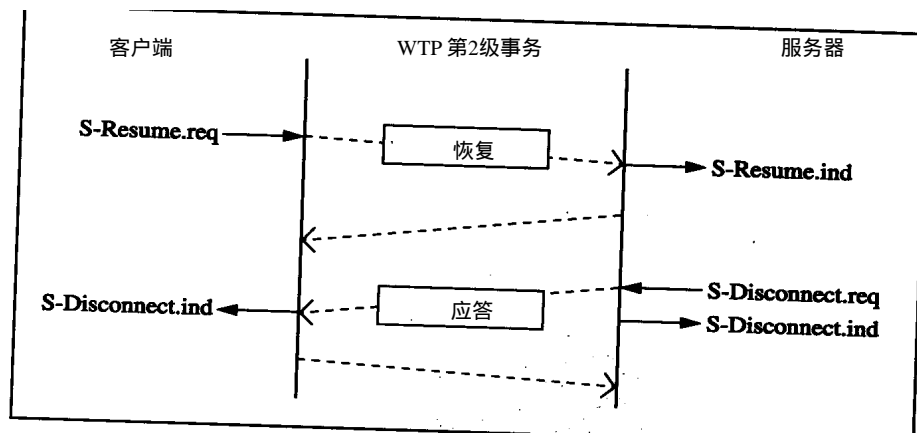 客户端 WTP 第2级事务 服务器
S-Resume.req
恢复
S-Resume.ind
S-Disconnect.req
S-Disconnect.ind
应答
S-Disconnect.ind